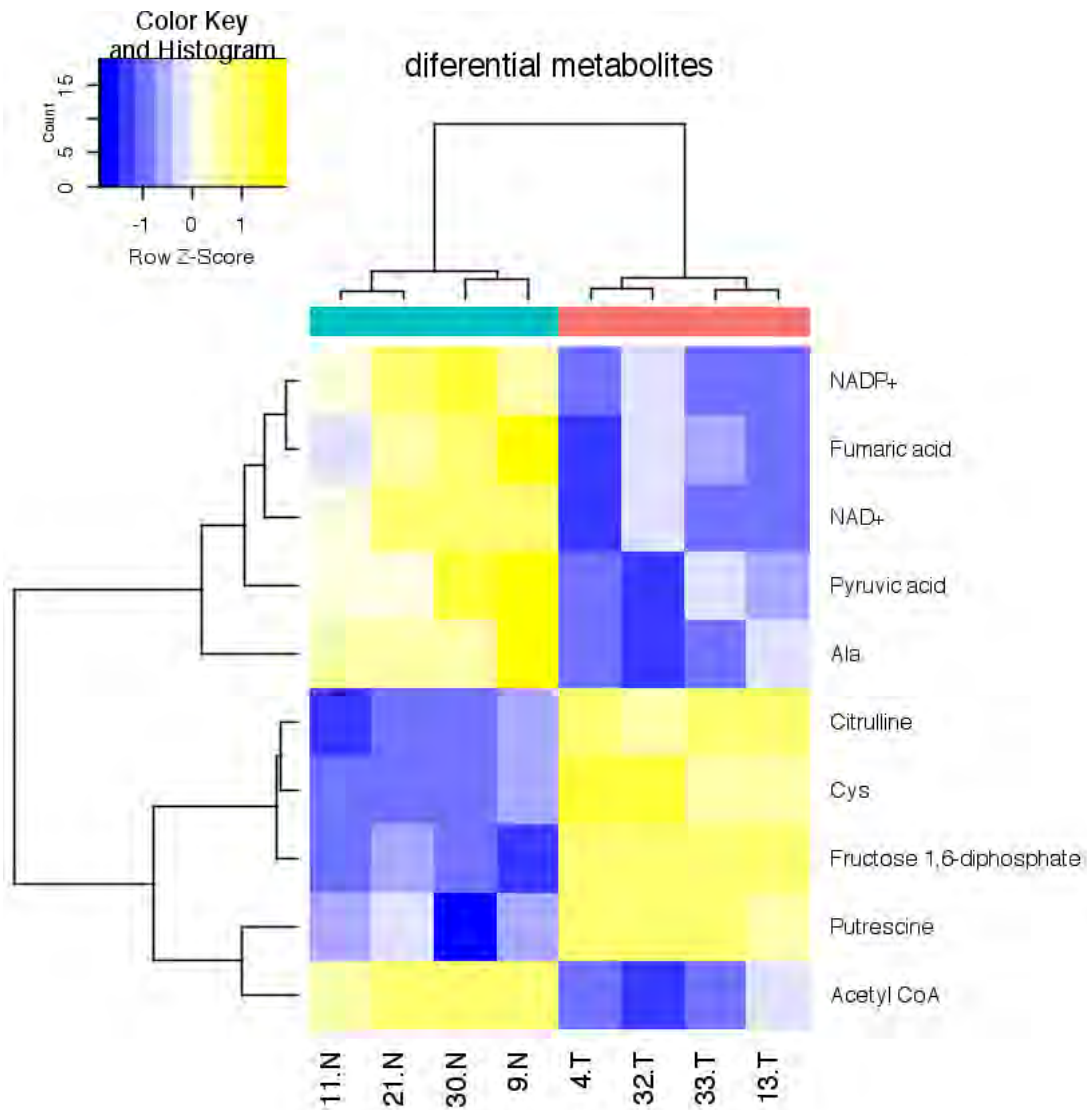 Color Key
and Histogram
Count
0 5 15
-1 0 1
Row Z-Score
diferential metabolites
NADP+
Fumaric acid
NAD+
Pyruvic acid
Ala
Citrulline
Cys
Fructose 1,6-diphosphate
Putrescine
Acetyl CoA
11.N 21.N 30.N 9.N 4.T 32.T 33.T 13.T